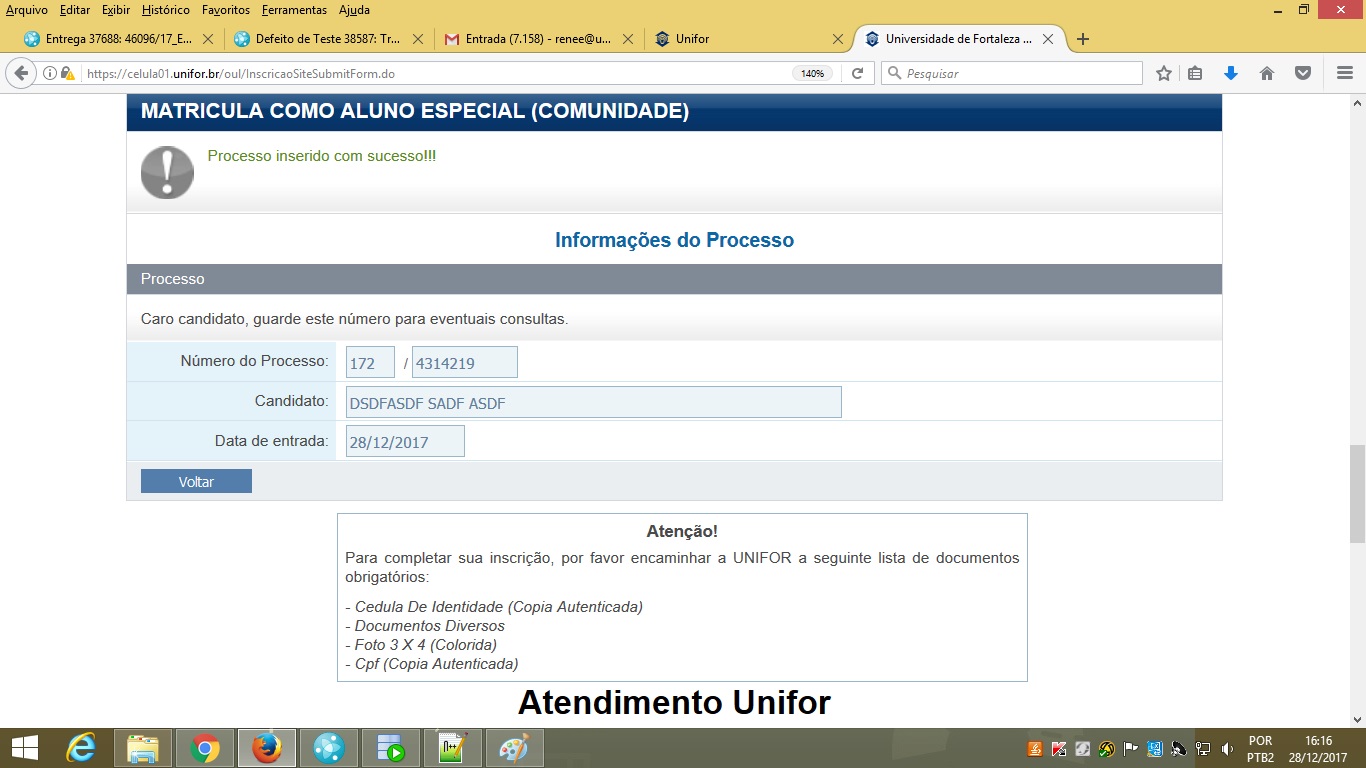 Arquivo Editar Exibir Histórico Favoritos Ferramentas Ajuda
Entrega 37688: 46096/17_E... Defeito de Teste 38587: Tr... Entrada (7.158) - renee@u... Unifor Universidade de Fortaleza ...
https://celula01.unifor.br/oul/InscricaoSiteSubmitForm.do 140% Pesquisar
MATRICULA COMO ALUNO ESPECIAL (COMUNIDADE)
Processo inserido com sucesso!!!
Informações do Processo
Processo
Caro candidato, guarde este número para eventuais consultas.
Número do Processo: 172 / 4314219
Candidato: DSDFASDF SADF ASDF
Data de entrada: 28/12/2017
Voltar
Atenção!
Para completar sua inscrição, por favor encaminhar a UNIFOR a seguinte lista de documentos
obrigatórios:
- Cedula De Identidade (Copia Autenticada)
- Documentos Diversos
- Foto 3 X 4 (Colorida)
- Cpf (Copia Autenticada)
Atendimento Unifor
POR 16:16
PTB2 28/12/2017